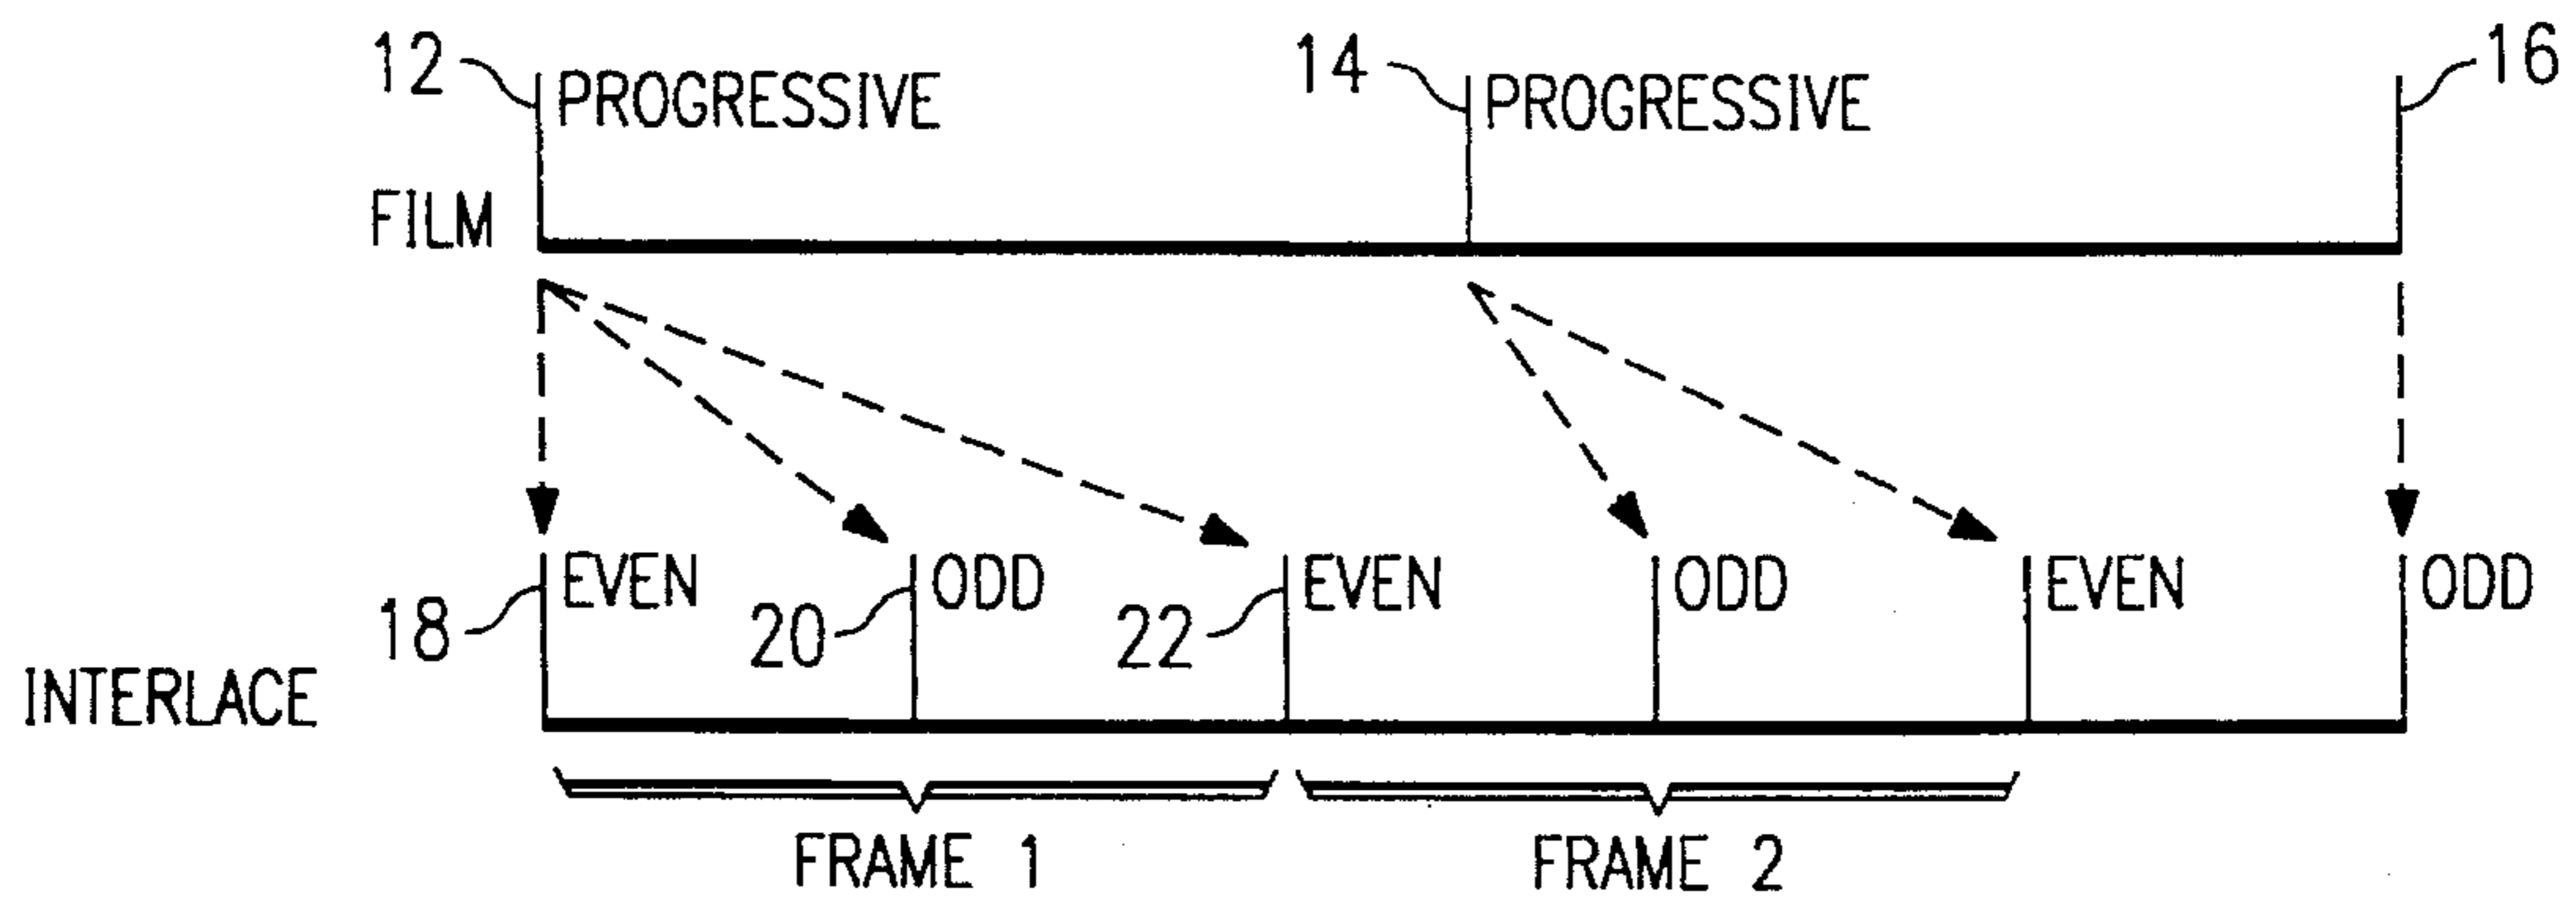 12 PROGRESSIVE 14 PROGRESSIVE 16
FILM
EVEN ODD EVEN ODD EVEN ODD
18 20 22
INTERLACE
FRAME 1 FRAME 2